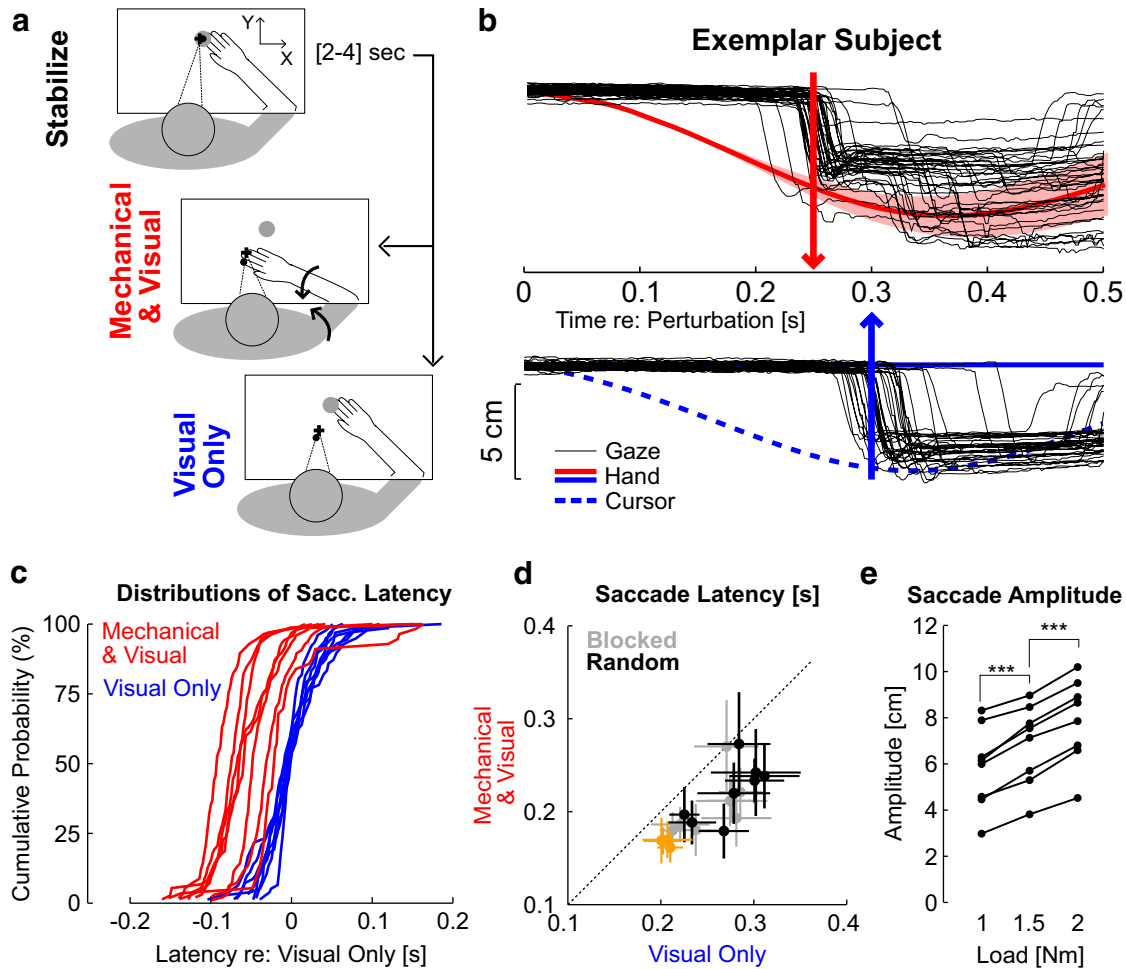 a
Stabilize
Y
X
[2-4] sec
Mechanical
& Visual
Visual
Only
b
Exemplar Subject
0
0.1
0.2
0.3
0.4
0.5
Time re: Perturbation [s]
5 cm
Gaze
Hand
Cursor
c
Distributions of Sacc. Latency
Cumulative Probability (%)
100
75
50
25
0
Mechanical
& Visual
Visual Only
-0.2
-0.1
0
0.1
0.2
Latency re: Visual Only [s]
d
Saccade Latency [s]
Mechanical
& Visual
0.4
0.3
0.2
0.1
Blocked
Random
0.1
0.2
0.3
0.4
Visual Only
e
Saccade Amplitude
Amplitude [cm]
12
10
8
6
4
2
0
***
***
1
1.5
2
Load [Nm]